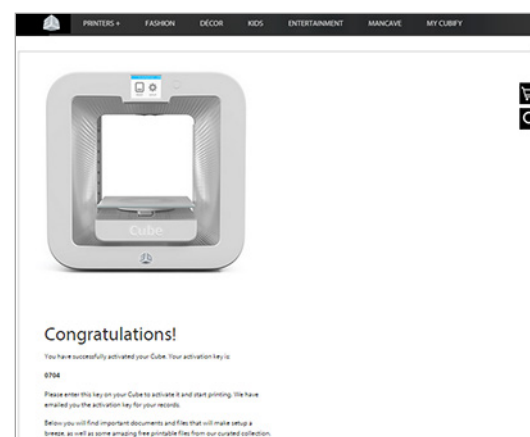 PRINTERS + FASHION DÉCOR KIDS ENTERTAINMENT MANCAVE MY CUBIFY
Cube
Congratulations!
You have successfully activated your Cube. Your activation key is:
0704
Please enter this key on your Cube to activate it and start printing. We have
emailed you the activation key for your records.
Below you will find important documents and files that will make setup a
breeze, as well as some amazing free printable files from our curated collection.